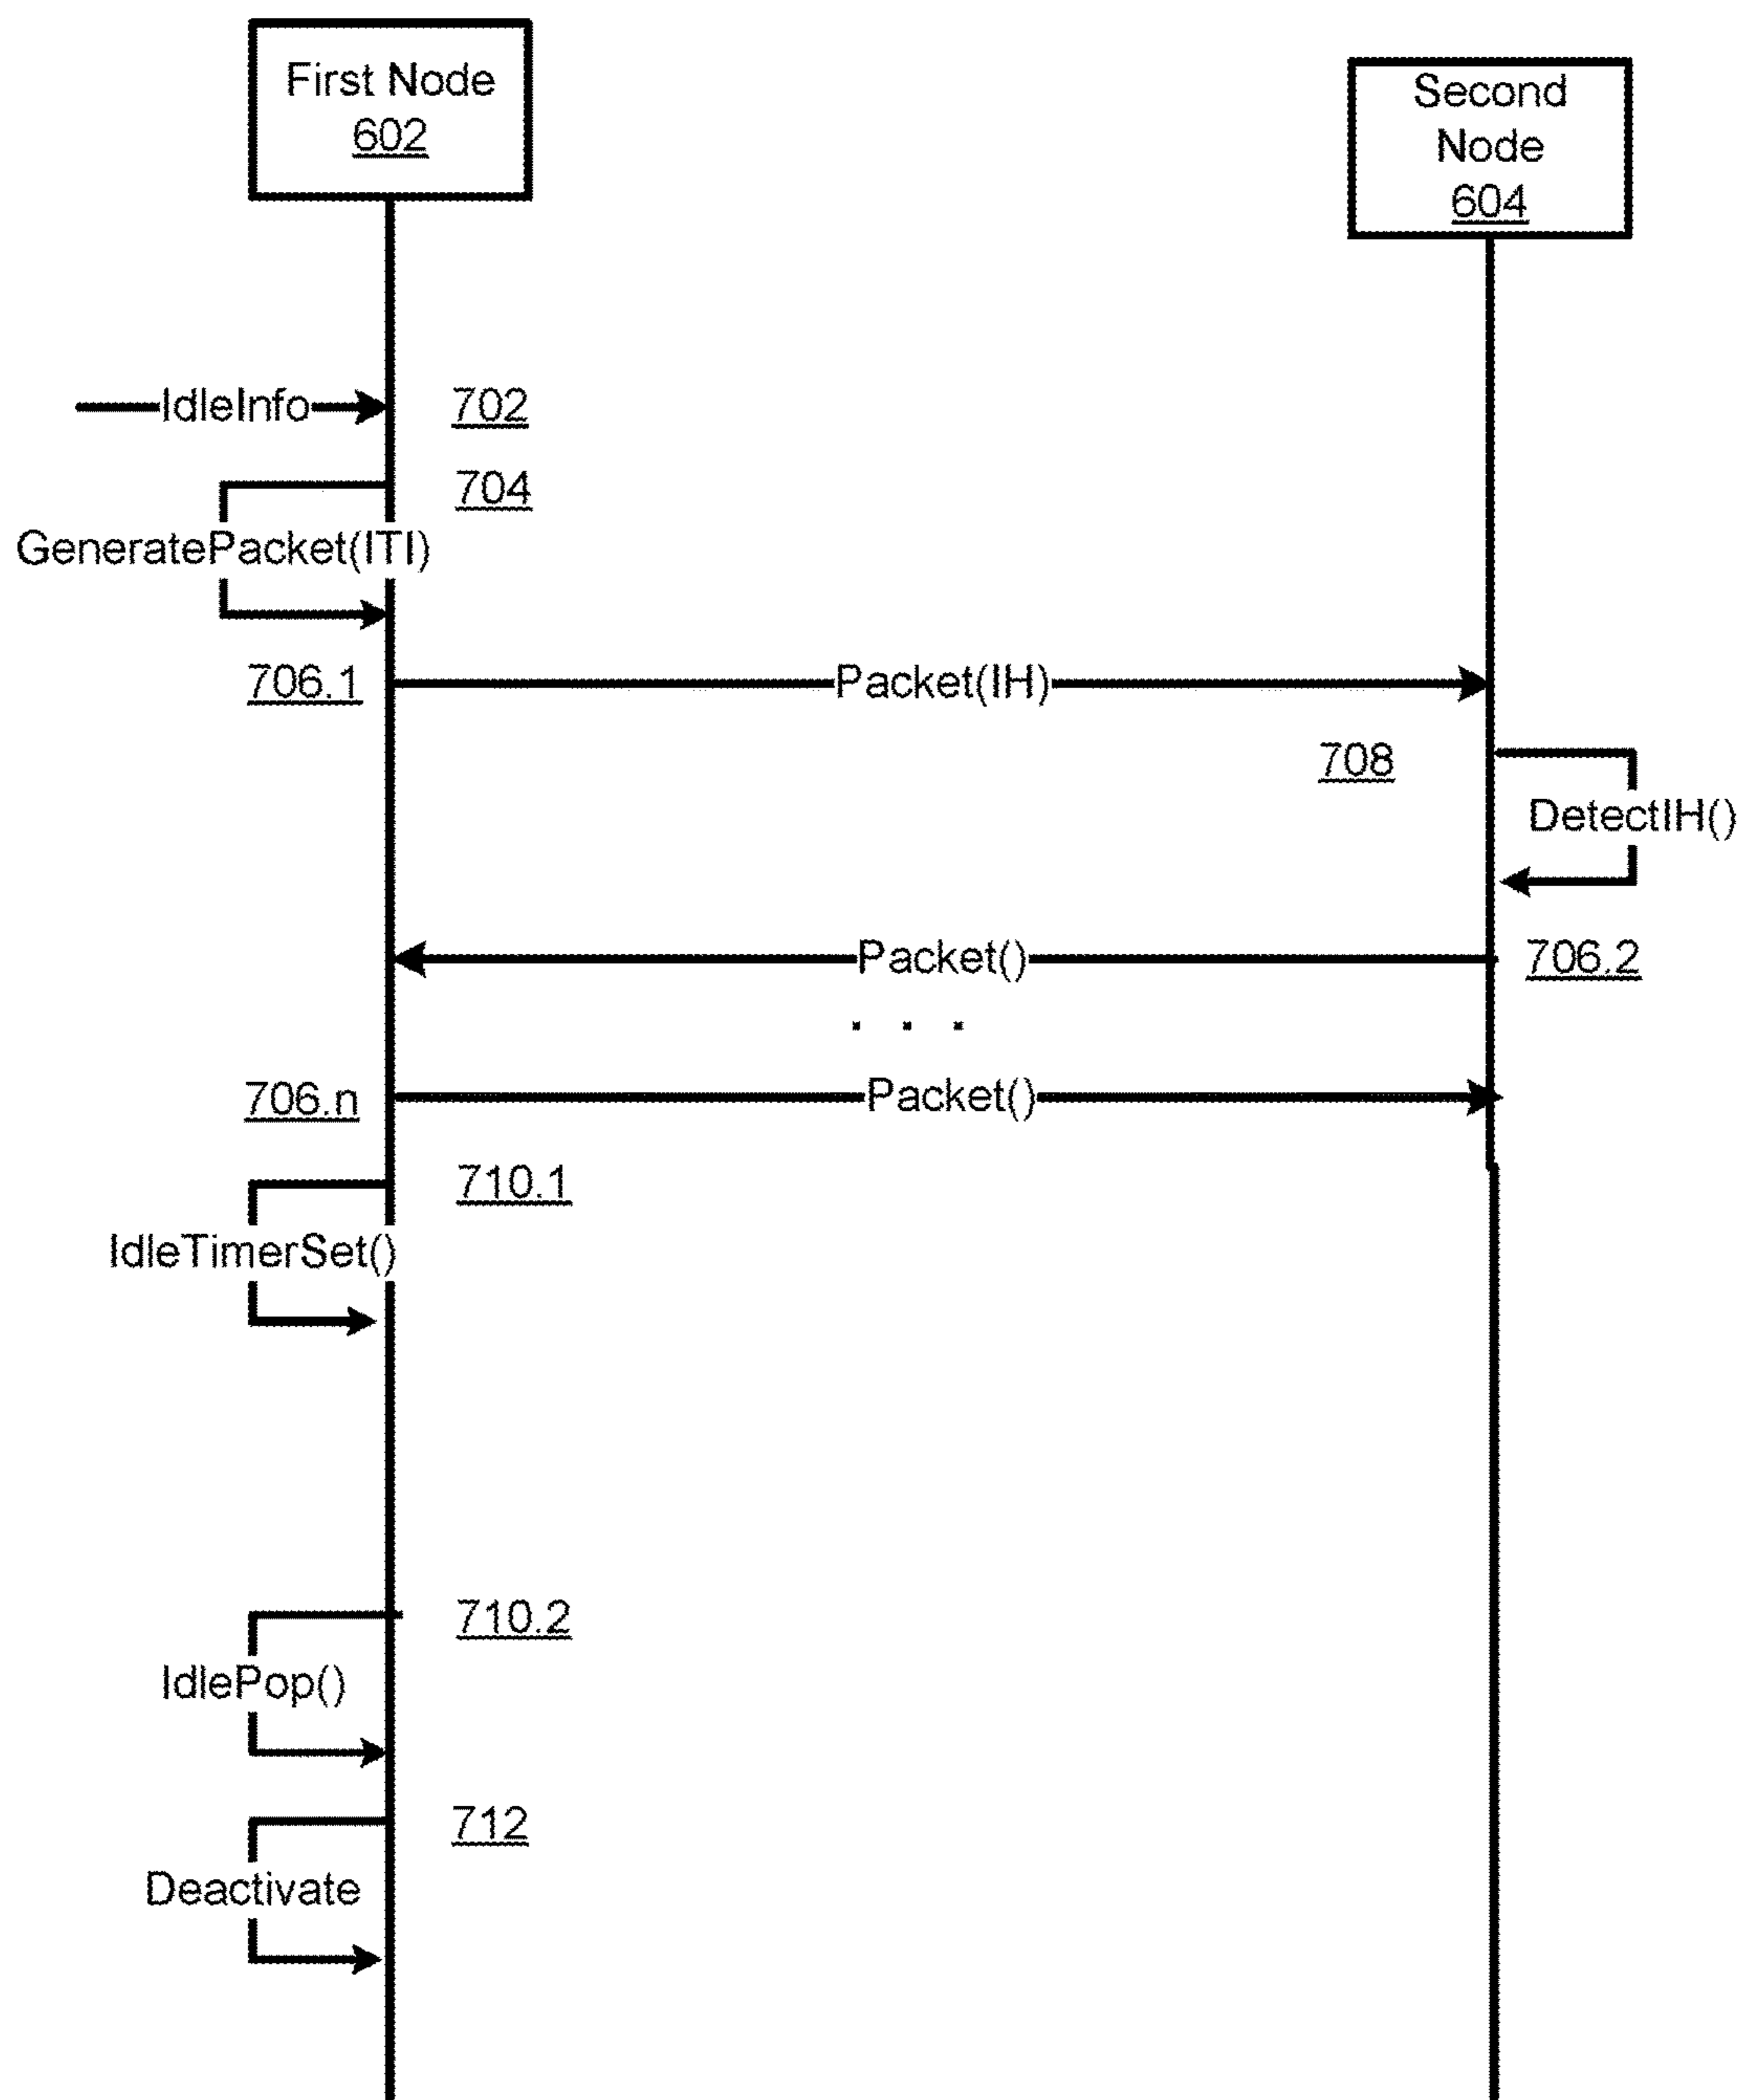 First Node
602
Second
Node
604
IdleInfo
702
704
GeneratePacket(ITI)
706.1
Packet(IH)
708
DetectIH()
Packet()
706.2
. . .
706.n
Packet()
710.1
IdleTimerSet()
710.2
IdlePop()
712
Deactivate